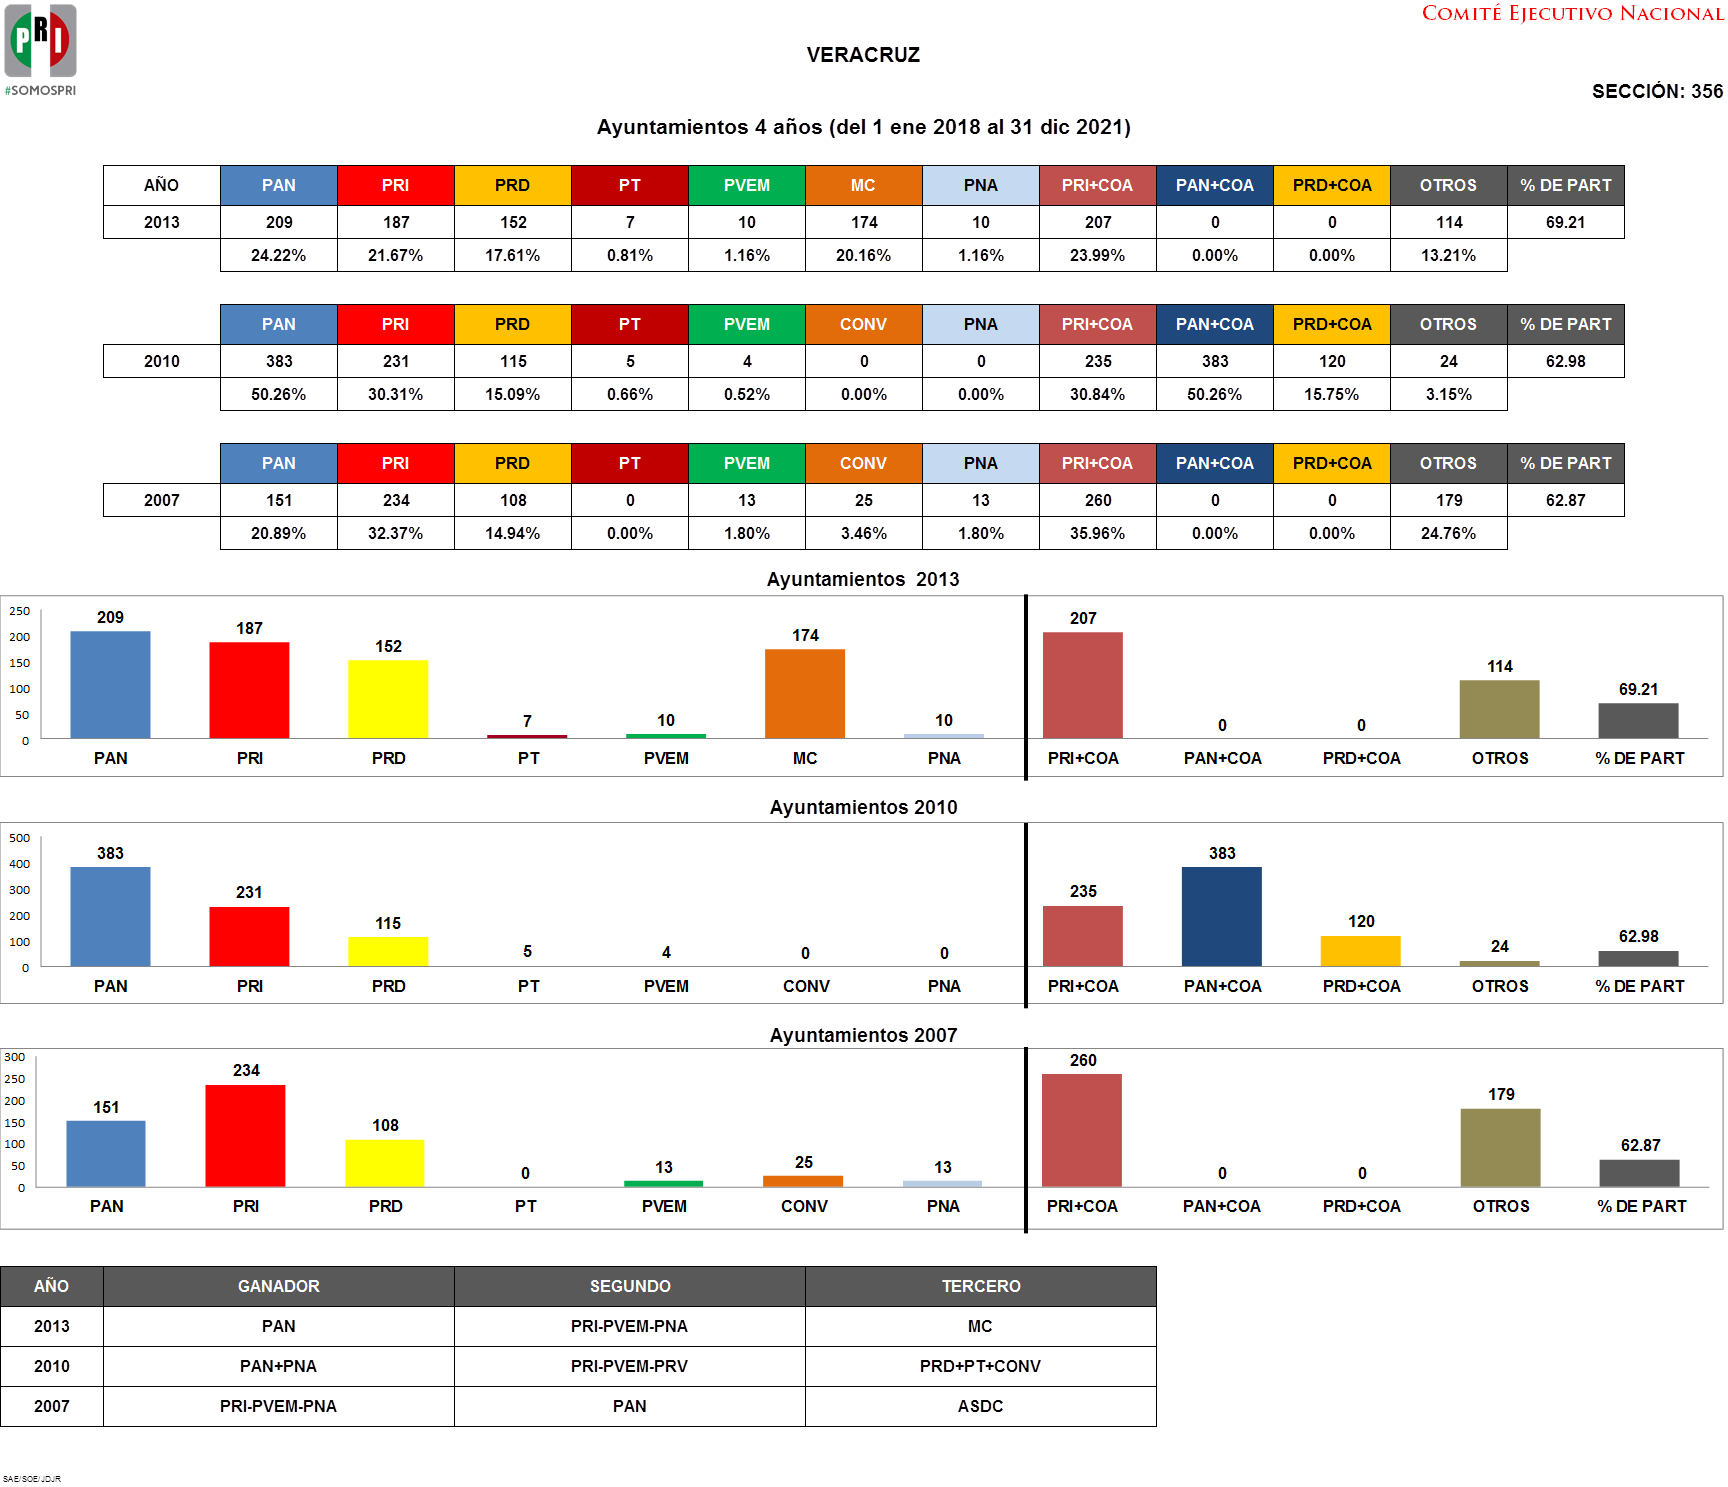 PRI
#SOMOSPRI
COMITÉ EJECUTIVO NACIONAL
VERACRUZ
SECCIÓN: 356
Ayuntamientos 4 años (del 1 ene 2018 al 31 dic 2021)
AÑO PAN PRI PRD PT PVEM MC PNA PRI+COA PAN+COA PRD+COA OTROS % DE PART
2013 209 187 152 7 10 174 10 207 0 0 114 69.21
24.22% 21.67% 17.61% 0.81% 1.16% 20.16% 1.16% 23.99% 0.00% 0.00% 13.21%
PAN PRI PRD PT PVEM CONV PNA PRI+COA PAN+COA PRD+COA OTROS % DE PART
2010 383 231 115 5 4 0 0 235 383 120 24 62.98
50.26% 30.31% 15.09% 0.66% 0.52% 0.00% 0.00% 30.84% 50.26% 15.75% 3.15%
PAN PRI PRD PT PVEM CONV PNA PRI+COA PAN+COA PRD+COA OTROS % DE PART
2007 151 234 108 0 13 25 13 260 0 0 179 62.87
20.89% 32.37% 14.94% 0.00% 1.80% 3.46% 1.80% 35.96% 0.00% 0.00% 24.76%
Ayuntamientos 2013
250
200
150
100
50
0
209 187 152 7 10 174 10 207 0 0 114 69.21
PAN PRI PRD PT PVEM MC PNA PRI+COA PAN+COA PRD+COA OTROS % DE PART
Ayuntamientos 2010
500
400
300
200
100
0
383 231 115 5 4 0 0 235 383 120 24 62.98
PAN PRI PRD PT PVEM CONV PNA PRI+COA PAN+COA PRD+COA OTROS % DE PART
Ayuntamientos 2007
300
250
200
150
100
50
0
151 234 108 0 13 25 13 260 0 0 179 62.87
PAN PRI PRD PT PVEM CONV PNA PRI+COA PAN+COA PRD+COA OTROS % DE PART
AÑO GANADOR SEGUNDO TERCERO
2013 PAN PRI-PVEM-PNA MC
2010 PAN+PNA PRI-PVEM-PRV PRD+PT+CONV
2007 PRI-PVEM-PNA PAN ASDC
SAE/SOE/JDJR